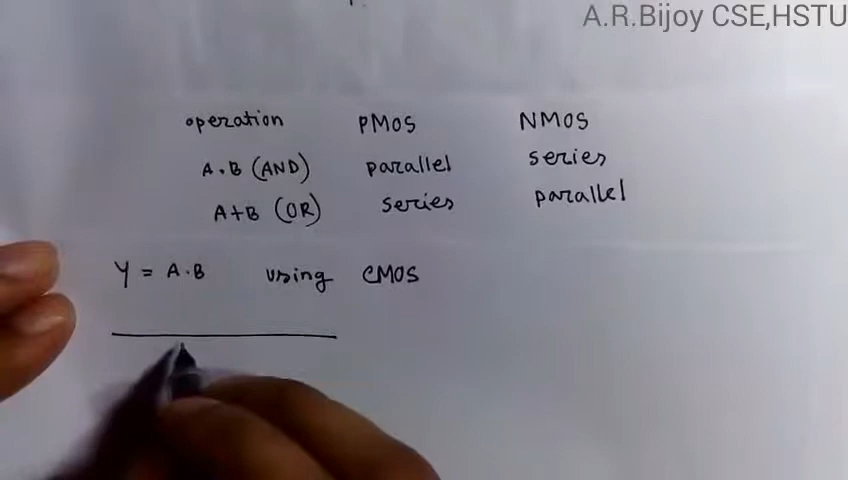 A.R.Bijoy CSE,HSTU
operation PMOS NMOS
A.B (AND) parallel series
A+B (OR) series parallel
Y = A.B using CMOS